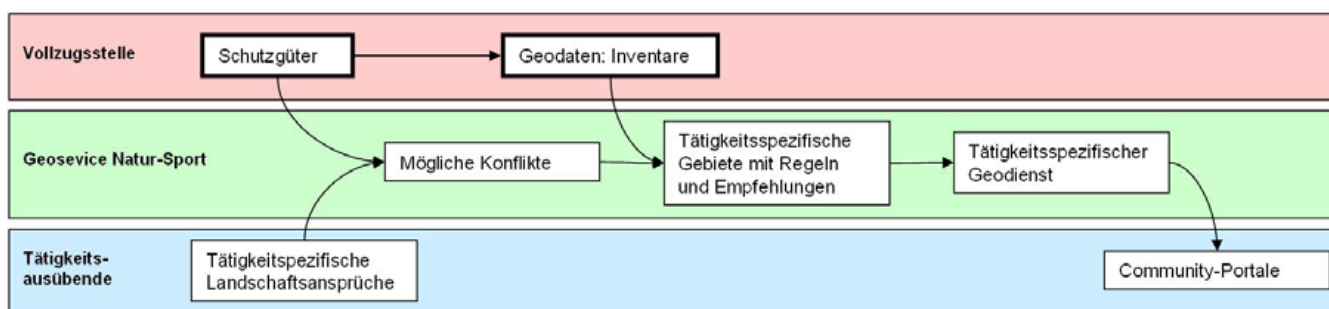 Vollzugsstelle
Schutzgüter
Geodaten: Inventare
Geosevice Natur-Sport
Mögliche Konflikte
Tätigkeitsspezifische
Gebiete mit Regeln
und Empfehlungen
Tätigkeitsspezifischer
Geodienst
Tätigkeits-
ausübende
Tätigkeitspezifische
Landschaftsansprüche
Community-Portale